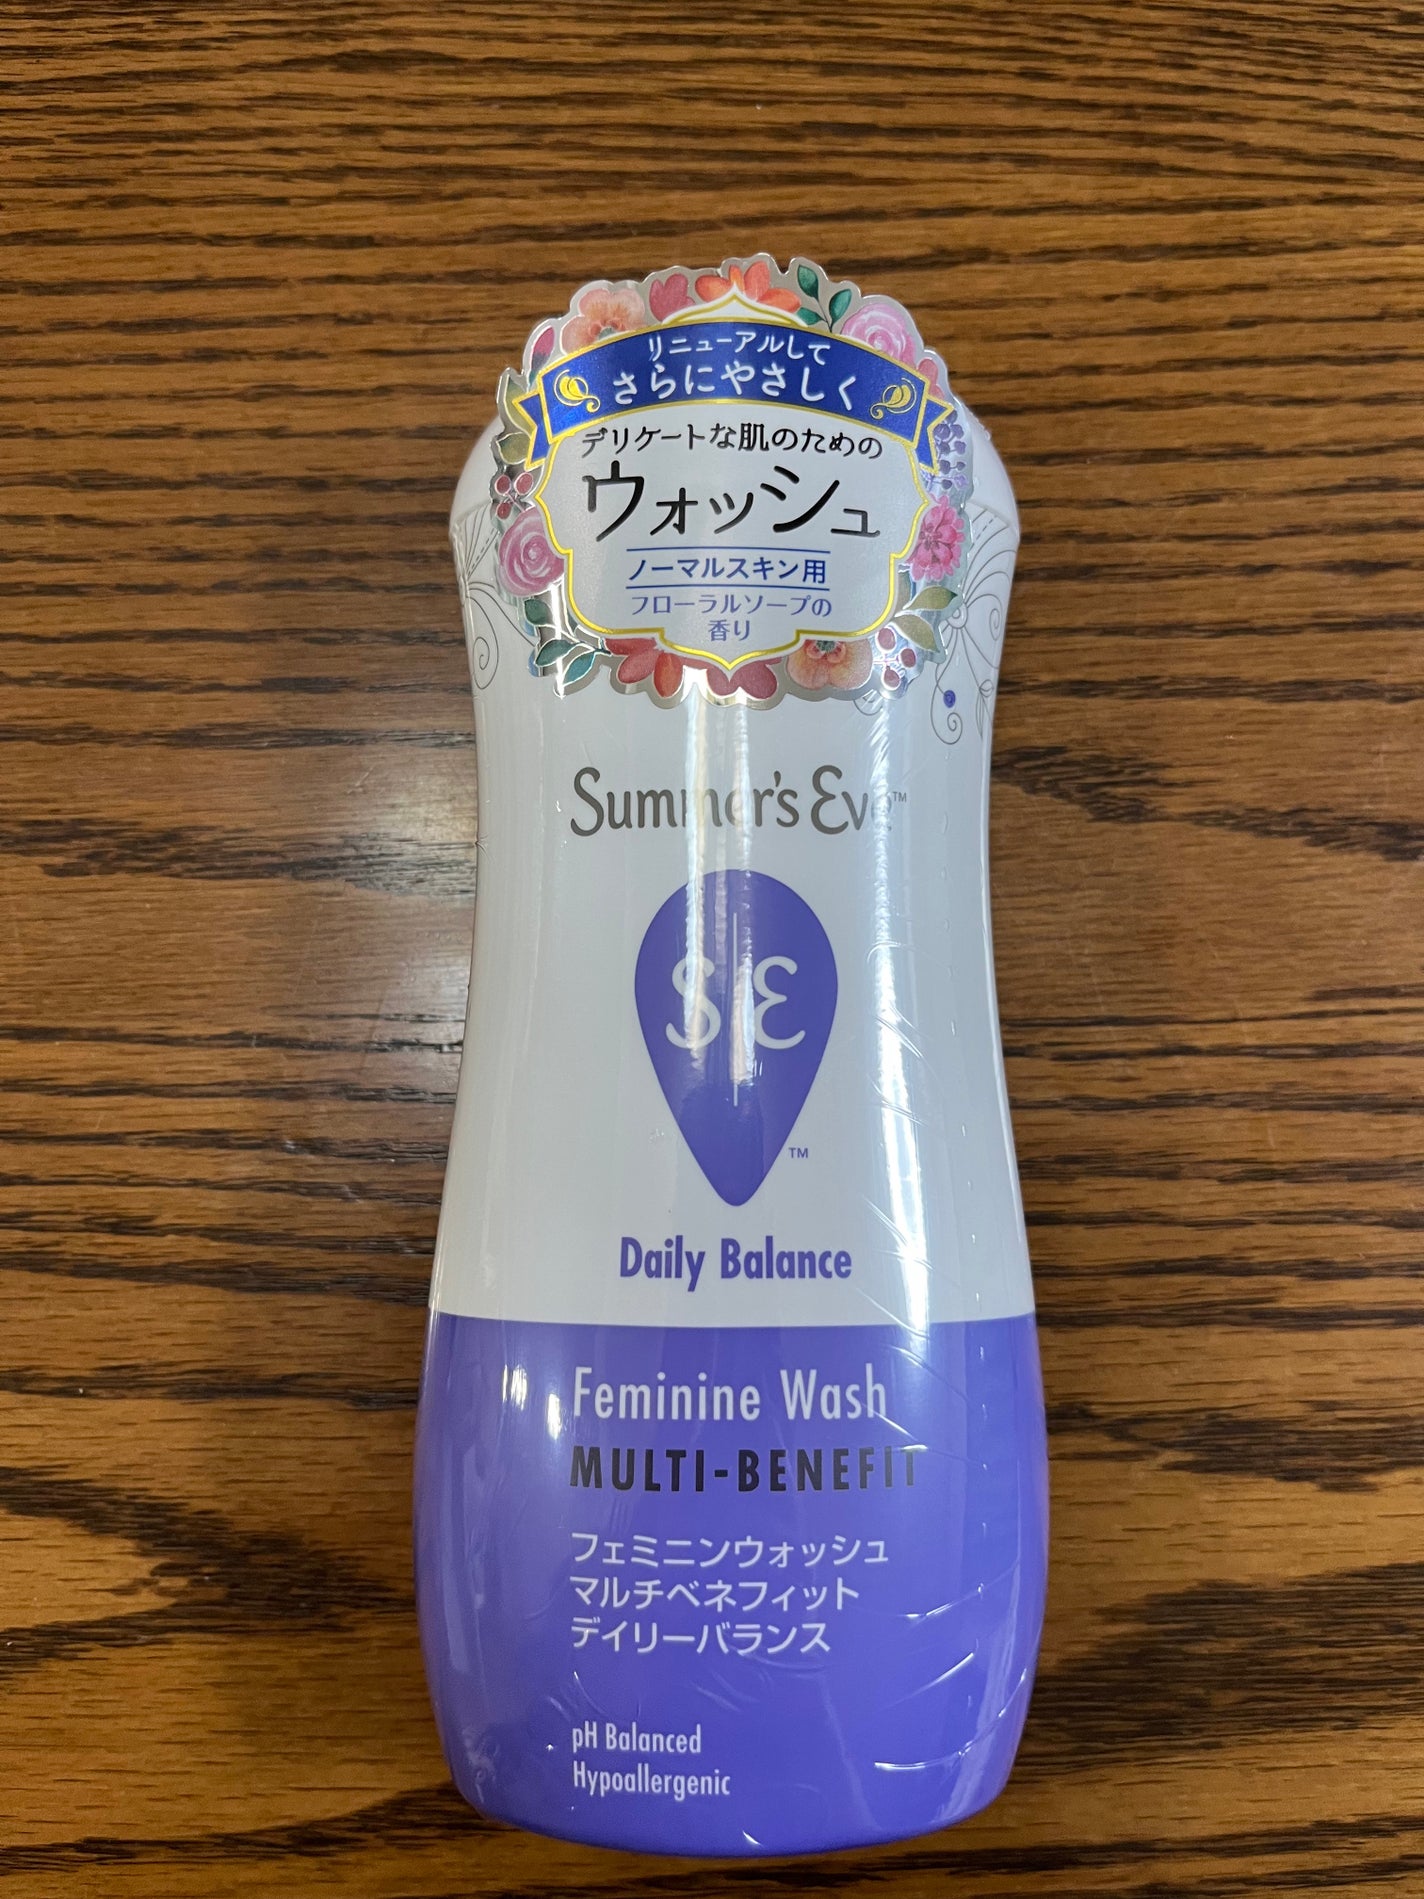 リニューアルして
さらにやさしく
デリケートな肌のための
ウォッシュ
ノーマルスキン用
フローラルソープの
香り
Summer's Eve™
S E
™
Daily Balance
Feminine Wash
MULTI-BENEFIT
フェミニンウォッシュ
マルチベネフィット
デイリーバランス
pH Balanced
Hypoallergenic